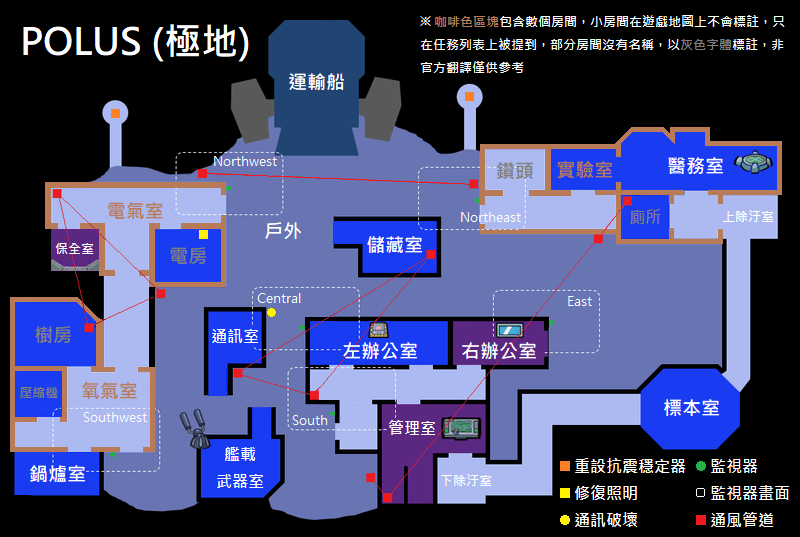 POLUS (極地)
※ 咖啡色區塊包含數個房間，小房間在遊戲地圖上不會標註，只
在任務列表上被提到，部分房間沒有名稱，以灰色字體標註，非
官方翻譯僅供參考
運輸船
Northwest
鑽頭
實驗室
醫務室
電氣室
Northeast
廁所
上除汙室
戶外
儲藏室
保全室
電房
Central
East
樹房
通訊室
左辦公室
右辦公室
壓縮機
氧氣室
標本室
Southwest
South
管理室
鍋爐室
艦載
武器室
下除汙室
重設抗震穩定器
監視器
修復照明
監視器畫面
通訊破壞
通風管道